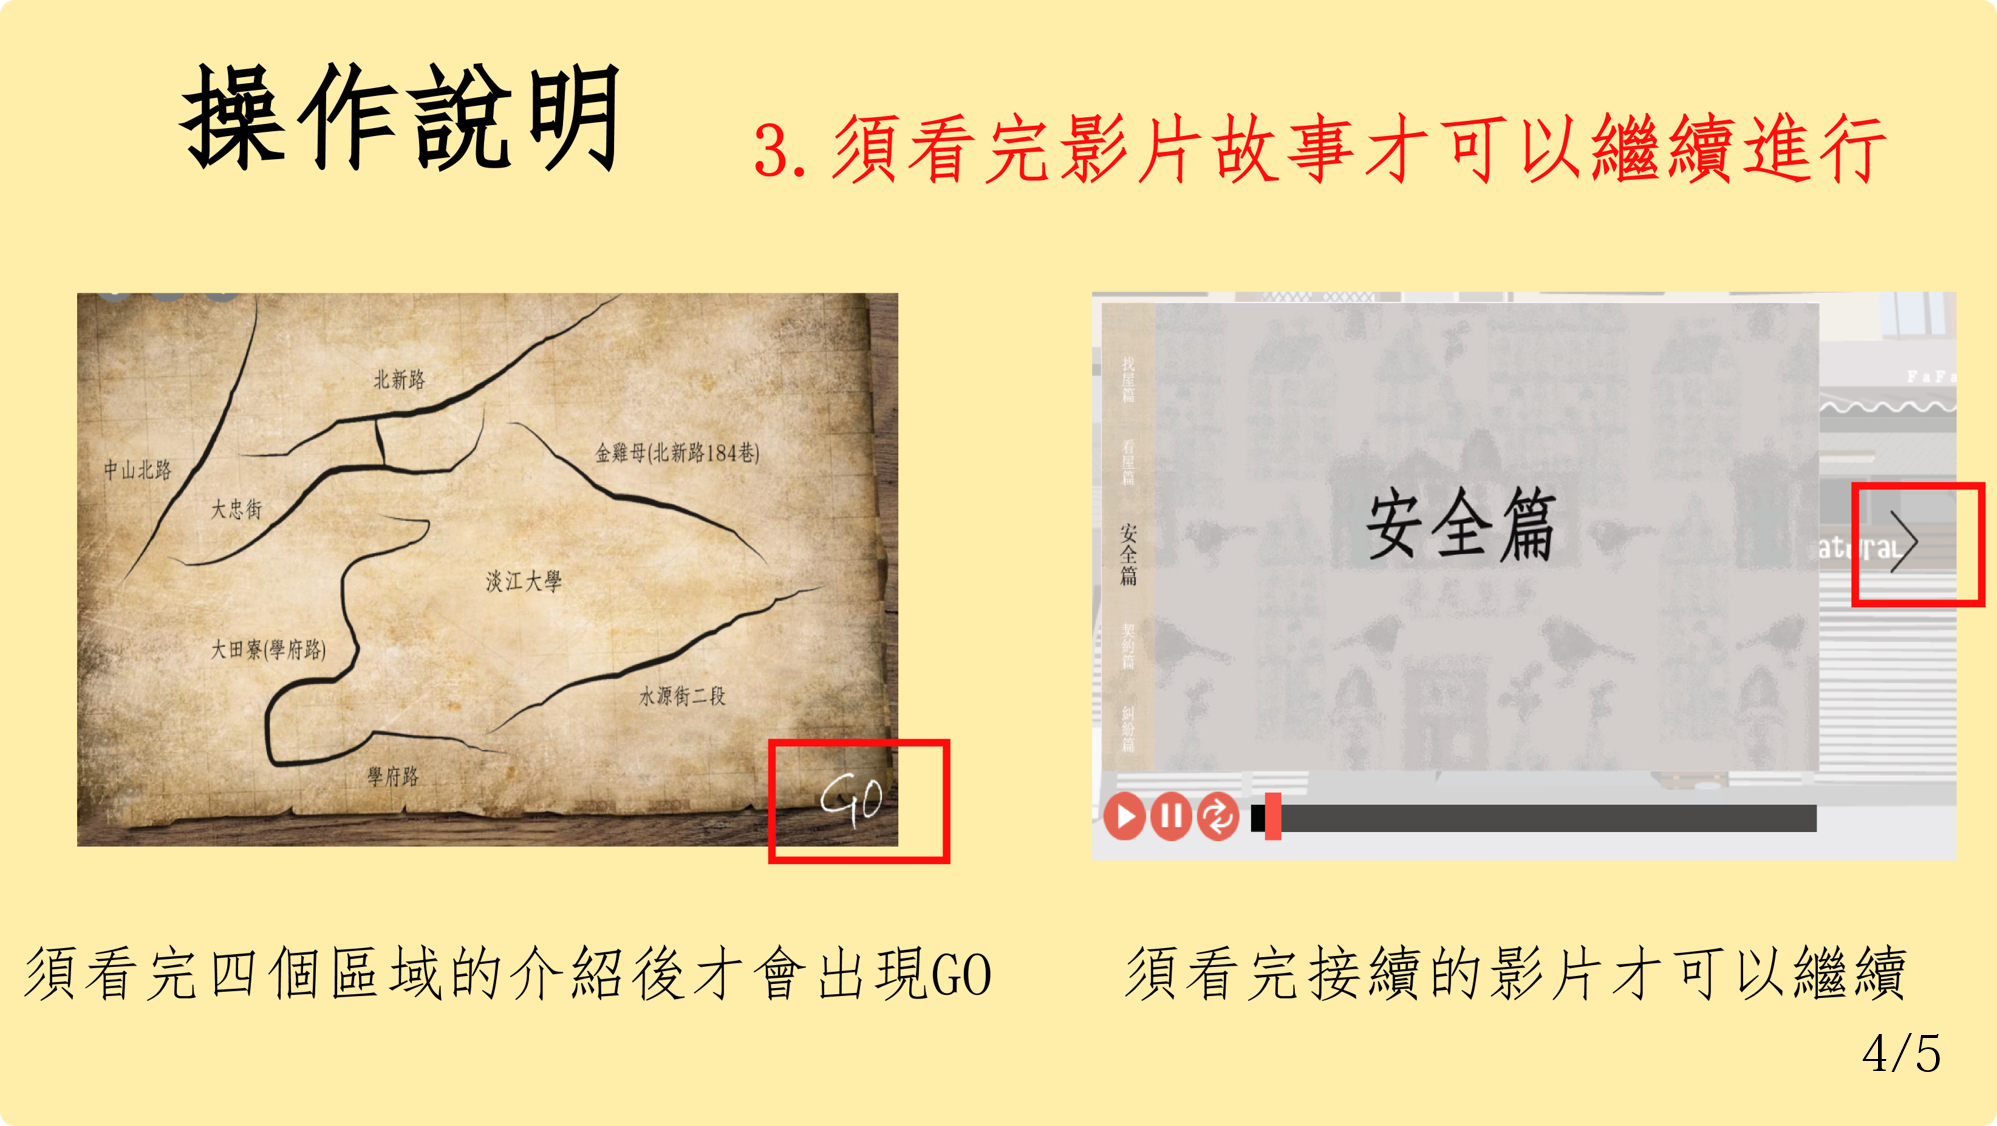 操作說明
3.須看完影片故事才可以繼續進行
北新路
金雞母(北新路184巷)
中山北路
大忠街
淡江大學
大田寮(學府路)
水源街二段
學府路
GO
找屋篇
看屋篇
安全篇
契約篇
糾紛篇
安全篇
FaFa
atural
須看完四個區域的介紹後才會出現GO
須看完接續的影片才可以繼續
4/5